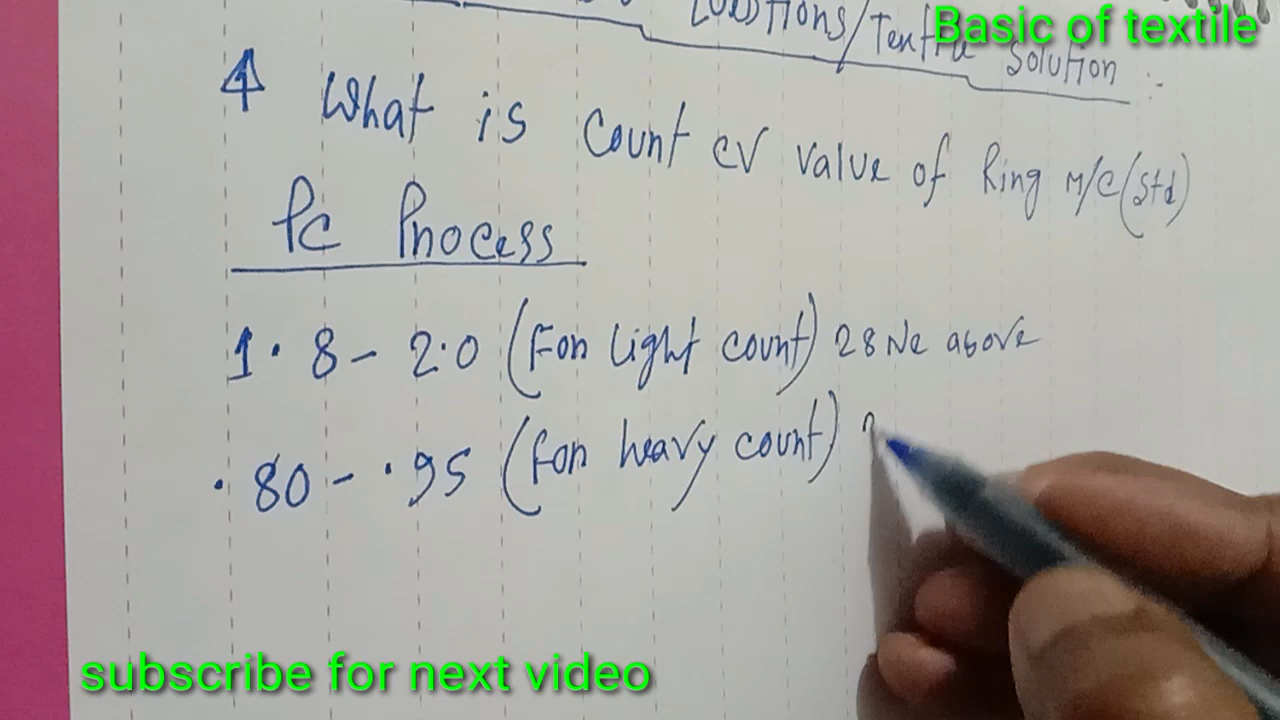 Questions/Textile Solution :-
Basic of textile
4 What is count cv value of Ring M/C (Std)
PC Process
1.8 - 2.0 (For light count) 28 Ne above
.80 - .95 (for heavy count)
subscribe for next video